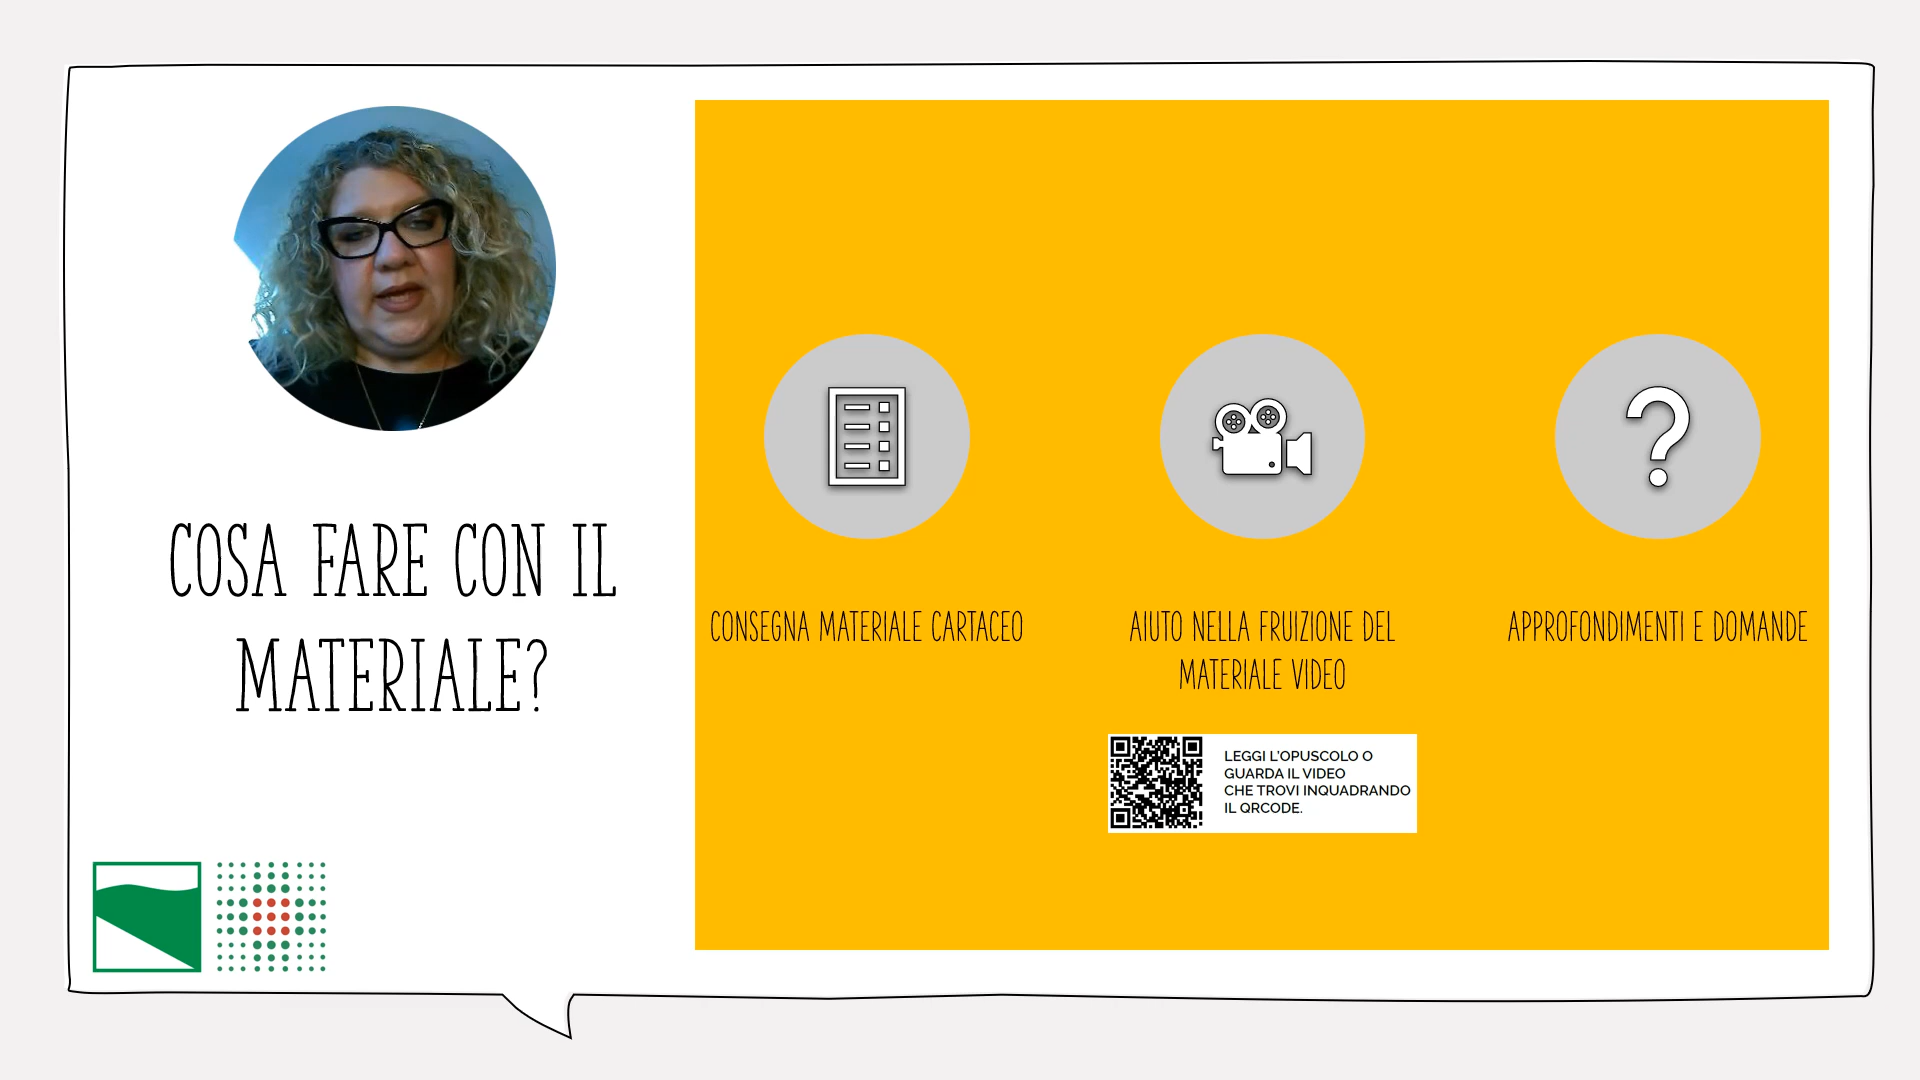 COSA FARE CON IL
MATERIALE?
CONSEGNA MATERIALE CARTACEO
AIUTO NELLA FRUIZIONE DEL
MATERIALE VIDEO
APPROFONDIMENTI E DOMANDE
LEGGI L'OPUSCOLO O
GUARDA IL VIDEO
CHE TROVI INQUADRANDO
IL QRCODE.